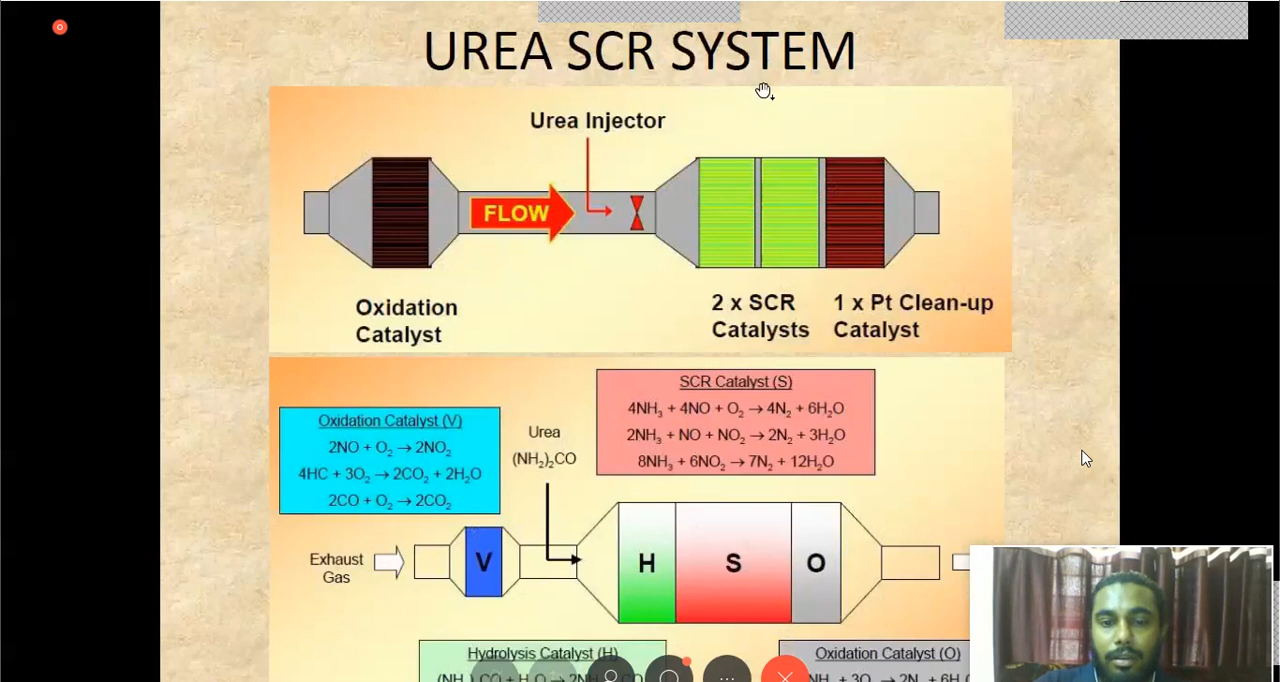 UREA SCR SYSTEM
Urea Injector
FLOW
Oxidation
Catalyst
2 x SCR
Catalysts
1 x Pt Clean-up
Catalyst
SCR Catalyst (S)
4NH₃ + 4NO + O₂ → 4N₂ + 6H₂O
2NH₃ + NO + NO₂ → 2N₂ + 3H₂O
8NH₃ + 6NO₂ → 7N₂ + 12H₂O
Oxidation Catalyst (V)
2NO + O₂ → 2NO₂
4HC + 3O₂ → 2CO₂ + 2H₂O
2CO + O₂ → 2CO₂
Urea
(NH₂)₂CO
Exhaust
Gas
V
H
S
O
Hydrolysis Catalyst (H)
Oxidation Catalyst (O)